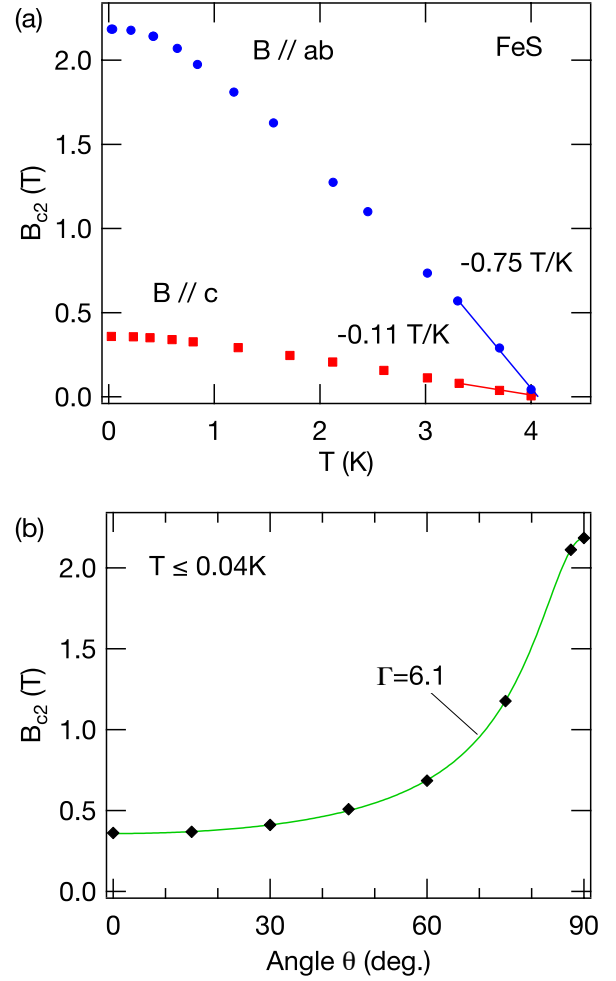 (a)
B // ab
FeS
2.0
1.5
1.0
0.5
0.0
B_c2 (T)
-0.75 T/K
B // c
-0.11 T/K
0 1 2 3 4
T (K)
(b)
T ≤ 0.04K
2.0
1.5
1.0
0.5
0.0
B_c2 (T)
Γ=6.1
0 30 60 90
Angle θ (deg.)